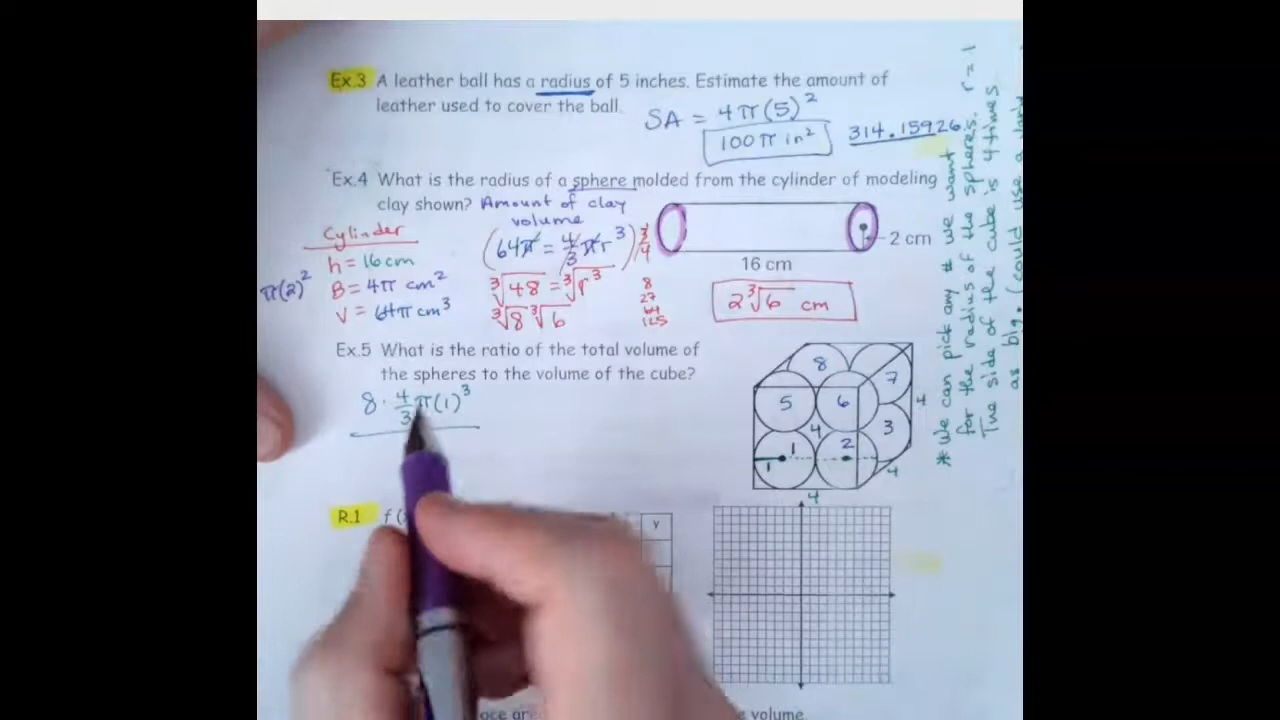 Ex.3 A leather ball has a radius of 5 inches. Estimate the amount of
leather used to cover the ball.
SA = 4π(5)²
100π in²
314.15926
Ex.4 What is the radius of a sphere molded from the cylinder of modeling
clay shown? Amount of clay
volume
Cylinder
h = 16 cm
π(2)² B = 4π cm²
V = 64π cm³
(64π = 4/3 πr³) 3/4
∛48 = ∛r³
∛8 ∛6
8
27
64
125
2 cm
16 cm
2∛6 cm
Ex.5 What is the ratio of the total volume of
the spheres to the volume of the cube?
8 · 4/3 π(1)³
8
7
5
6
4
3
1
2
1
4
4
4
* We can pick any # we want
for the radius of the spheres. r = 1
The side of the cube is 4 times
as big. (could use a
R.1 f(
y
volume.